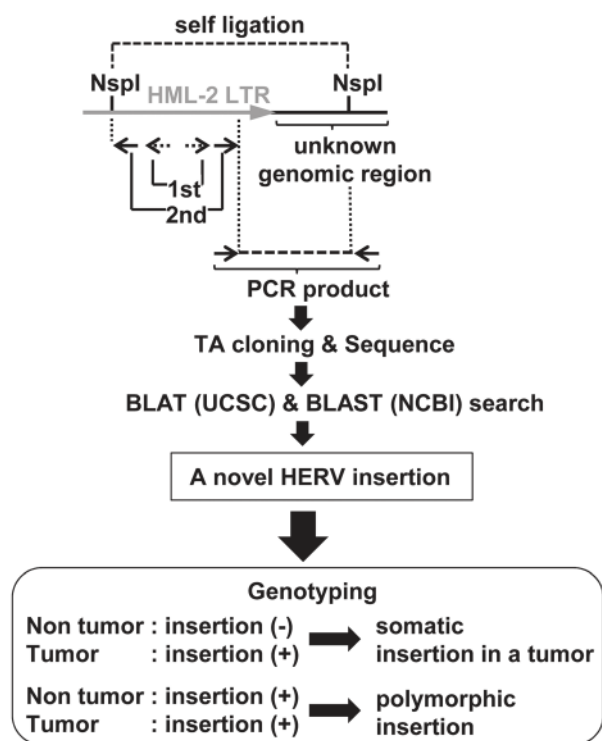 self ligation
NspI NspI
HML-2 LTR
unknown
genomic region
1st
2nd
PCR product
TA cloning & Sequence
BLAT (UCSC) & BLAST (NCBI) search
A novel HERV insertion
Genotyping
Non tumor : insertion (-) somatic
Tumor : insertion (+) insertion in a tumor
Non tumor : insertion (+) polymorphic
Tumor : insertion (+) insertion